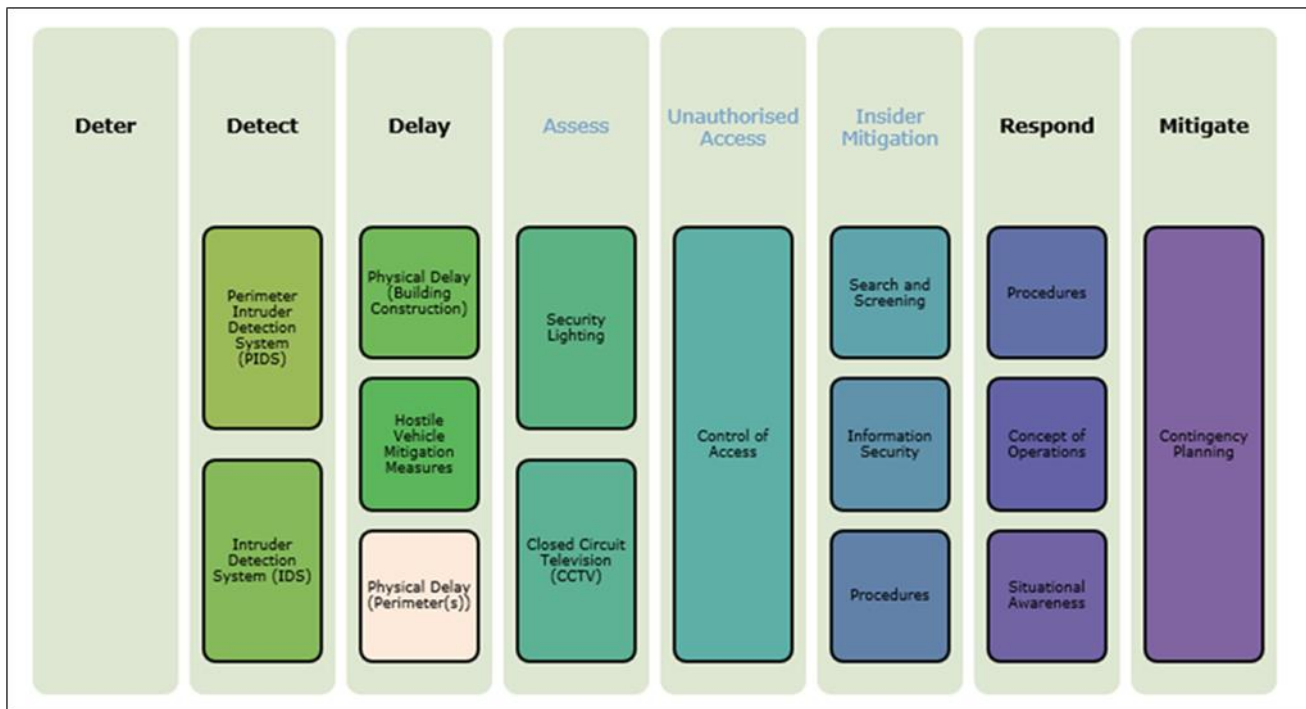 Deter
Detect
Delay
Assess
Unauthorised
Access
Insider
Mitigation
Respond
Mitigate
Perimeter
Intruder
Detection
System
(PIDS)
Intruder
Detection
System (IDS)
Physical Delay
(Building
Construction)
Hostile
Vehicle
Mitigation
Measures
Physical Delay
(Perimeter(s))
Security
Lighting
Closed Circuit
Television
(CCTV)
Control of
Access
Search and
Screening
Information
Security
Procedures
Procedures
Concept of
Operations
Situational
Awareness
Contingency
Planning